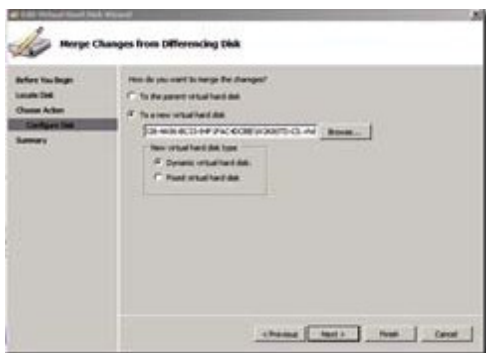 Edit Virtual Hard Disk Wizard
Merge Changes from Differencing Disk
Before You Begin
Locate Disk
Choose Action
Configure Disk
Summary
How do you want to merge the changes?
To the parent virtual hard disk
To a new virtual hard disk
Browse...
New virtual hard disk type
Dynamic virtual hard disk
Fixed virtual hard disk
< Previous
Next >
Finish
Cancel